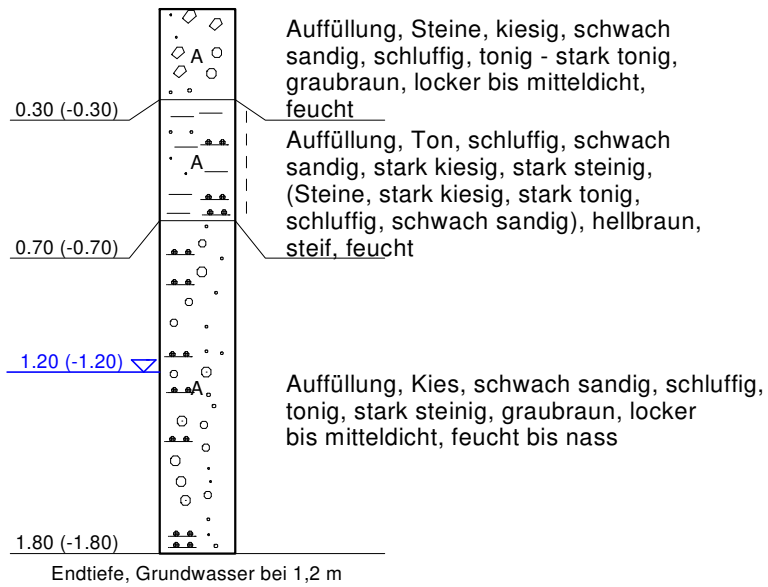 Auffüllung, Steine, kiesig, schwach
sandig, schluffig, tonig - stark tonig,
graubraun, locker bis mitteldicht,
feucht
A
0.30 (-0.30)
Auffüllung, Ton, schluffig, schwach
sandig, stark kiesig, stark steinig,
(Steine, stark kiesig, stark tonig,
schluffig, schwach sandig), hellbraun,
steif, feucht
A
0.70 (-0.70)
1.20 (-1.20)
A
Auffüllung, Kies, schwach sandig, schluffig,
tonig, stark steinig, graubraun, locker
bis mitteldicht, feucht bis nass
1.80 (-1.80)
Endtiefe, Grundwasser bei 1,2 m